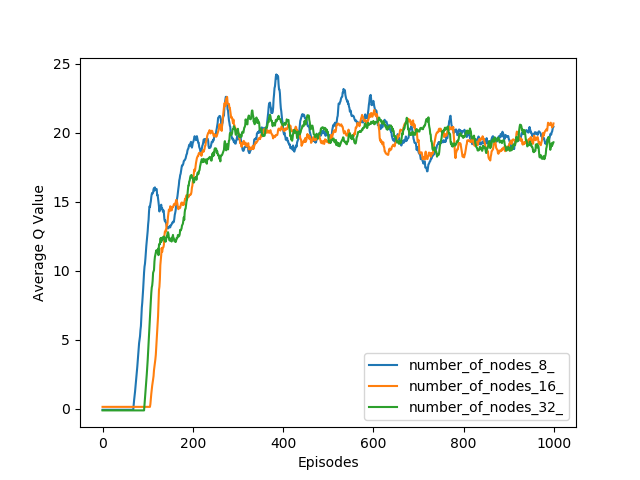 25
20
15
10
5
0
Average Q Value
number_of_nodes_8_
number_of_nodes_16_
number_of_nodes_32_
0 200 400 600 800 1000
Episodes